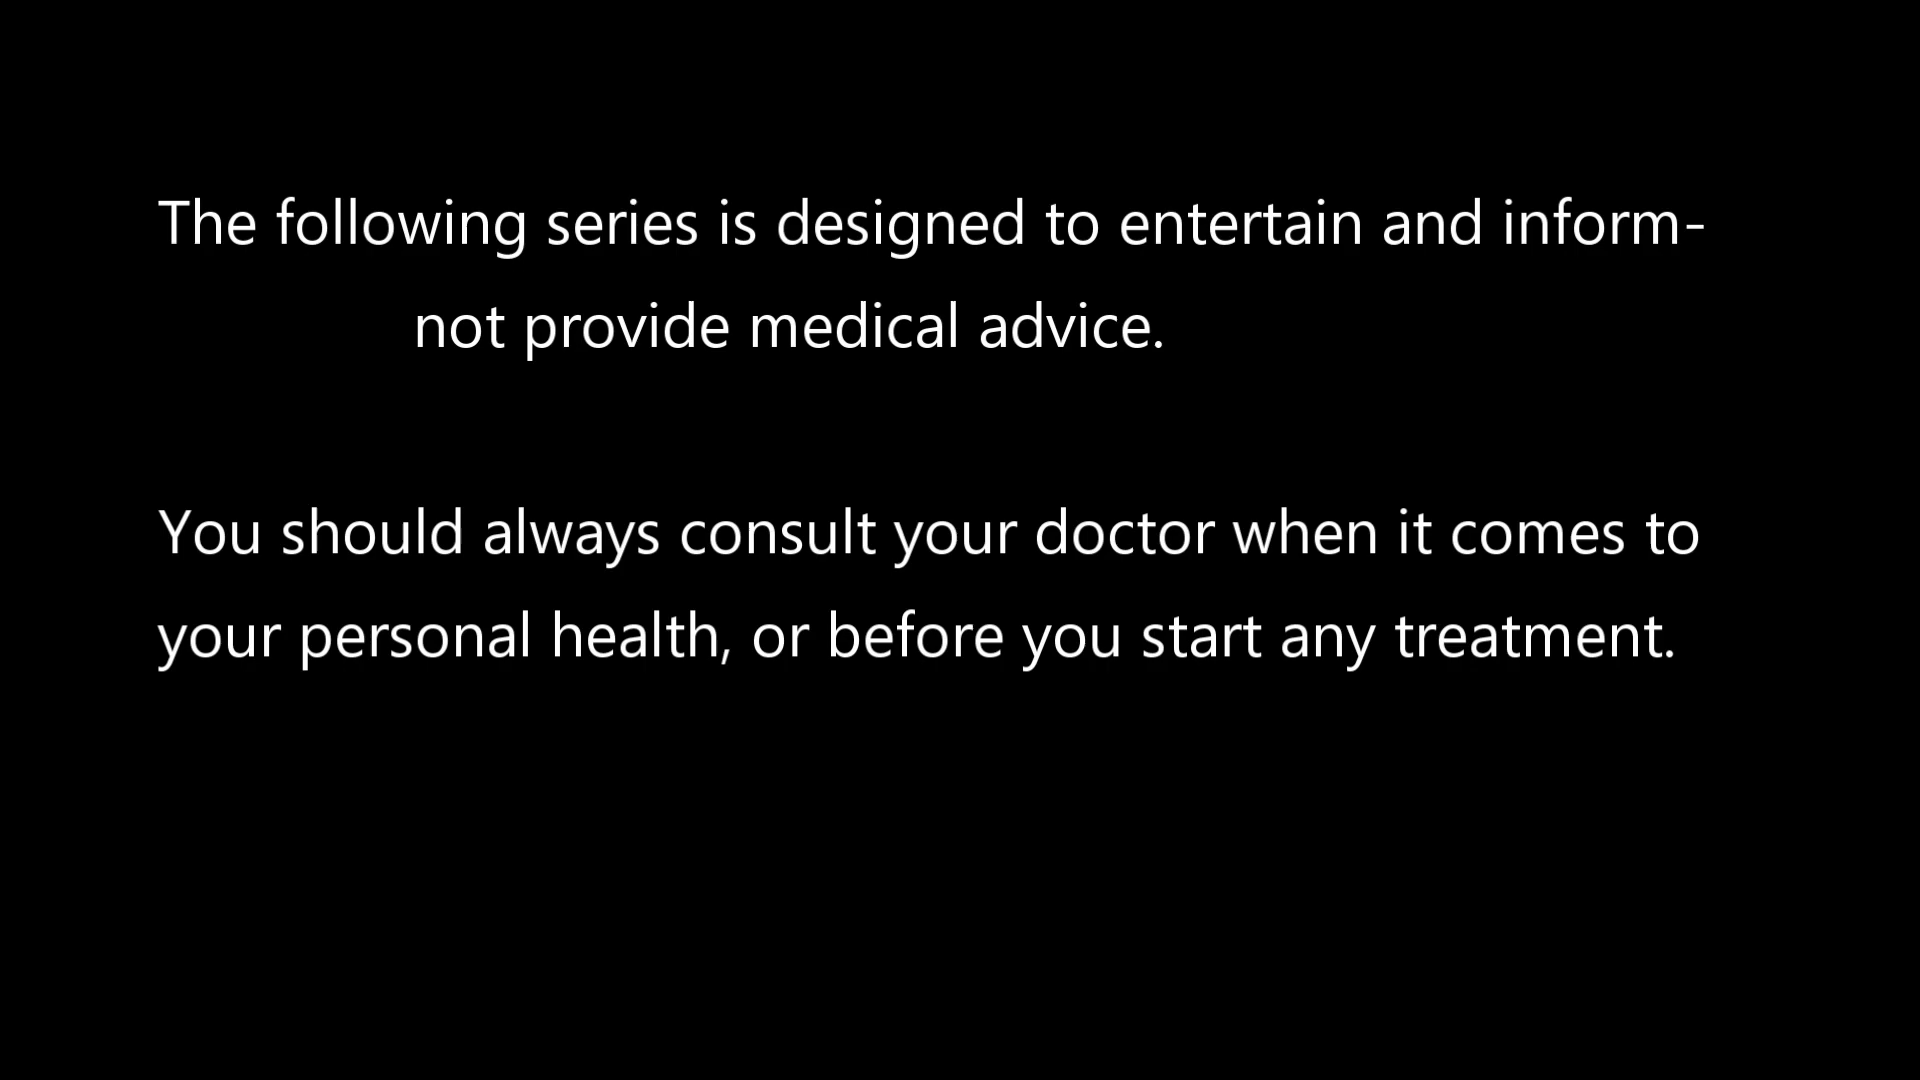 The following series is designed to entertain and inform-
not provide medical advice.
You should always consult your doctor when it comes to
your personal health, or before you start any treatment.